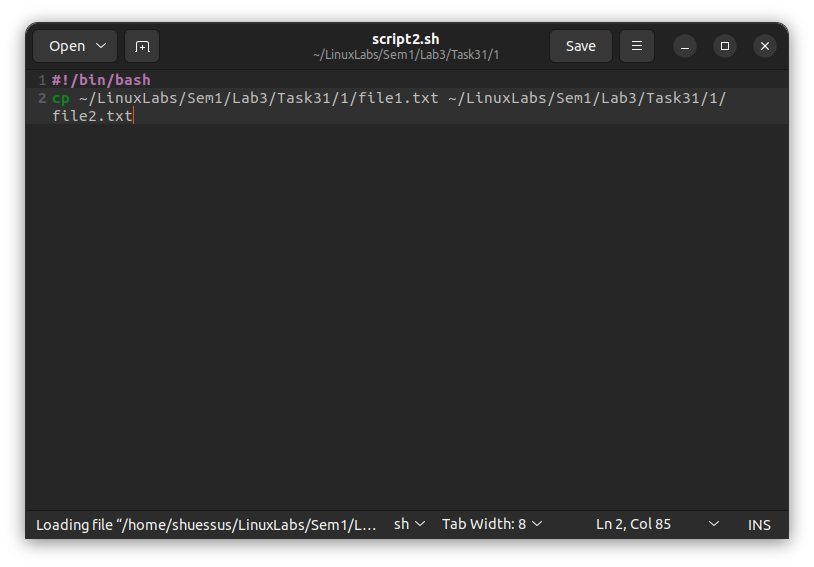 Open
script2.sh
~/LinuxLabs/Sem1/Lab3/Task31/1
Save
1 #!/bin/bash
2 cp ~/LinuxLabs/Sem1/Lab3/Task31/1/file1.txt ~/LinuxLabs/Sem1/Lab3/Task31/1/
file2.txt
Loading file “/home/shuessus/LinuxLabs/Sem1/L… sh Tab Width: 8 Ln 2, Col 85 INS